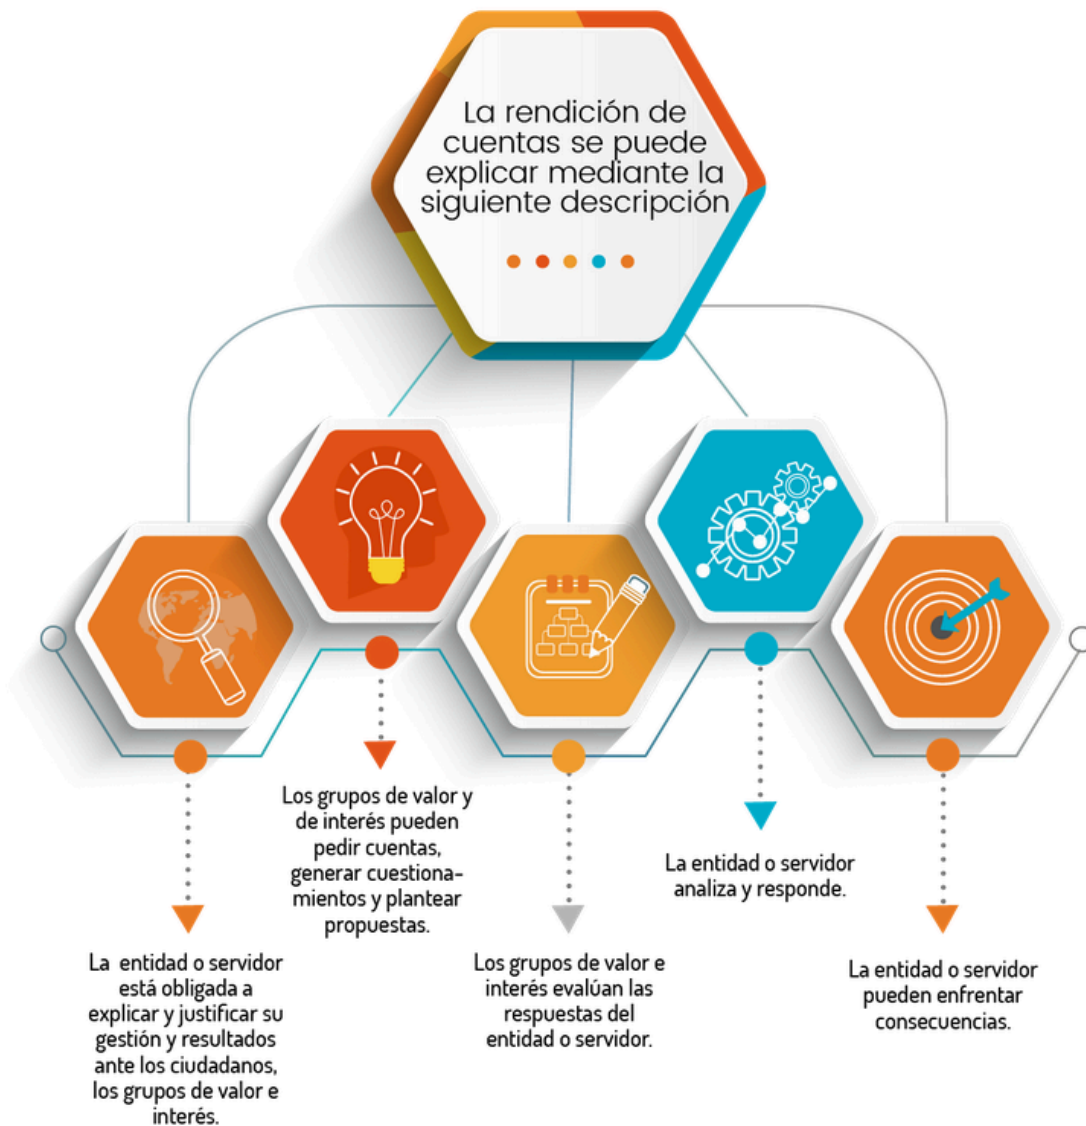 La rendición de
cuentas se puede
explicar mediante la
siguiente descripción
La entidad o servidor
está obligada a
explicar y justificar su
gestión y resultados
ante los ciudadanos,
los grupos de valor e
interés.
Los grupos de valor y
de interés pueden
pedir cuentas,
generar cuestiona-
mientos y plantear
propuestas.
Los grupos de valor e
interés evalúan las
respuestas del
entidad o servidor.
La entidad o servidor
analiza y responde.
La entidad o servidor
pueden enfrentar
consecuencias.